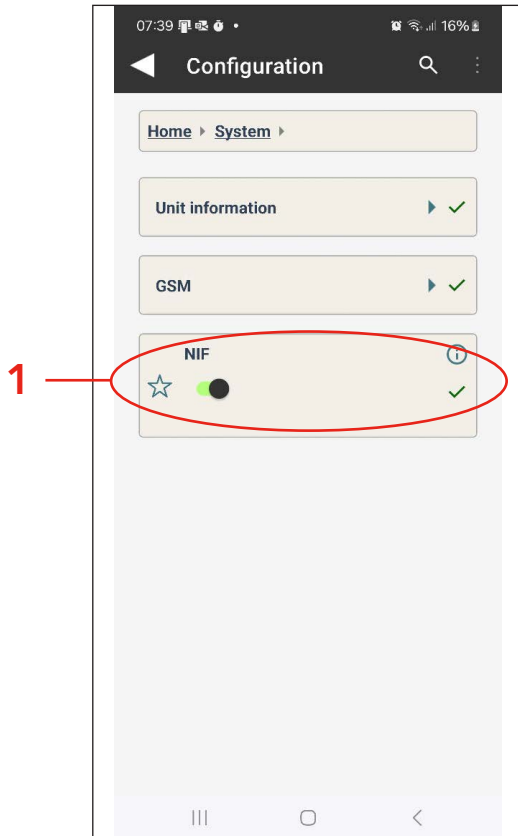 07:39 16%
Configuration
Home System
Unit information
GSM
NIF
1